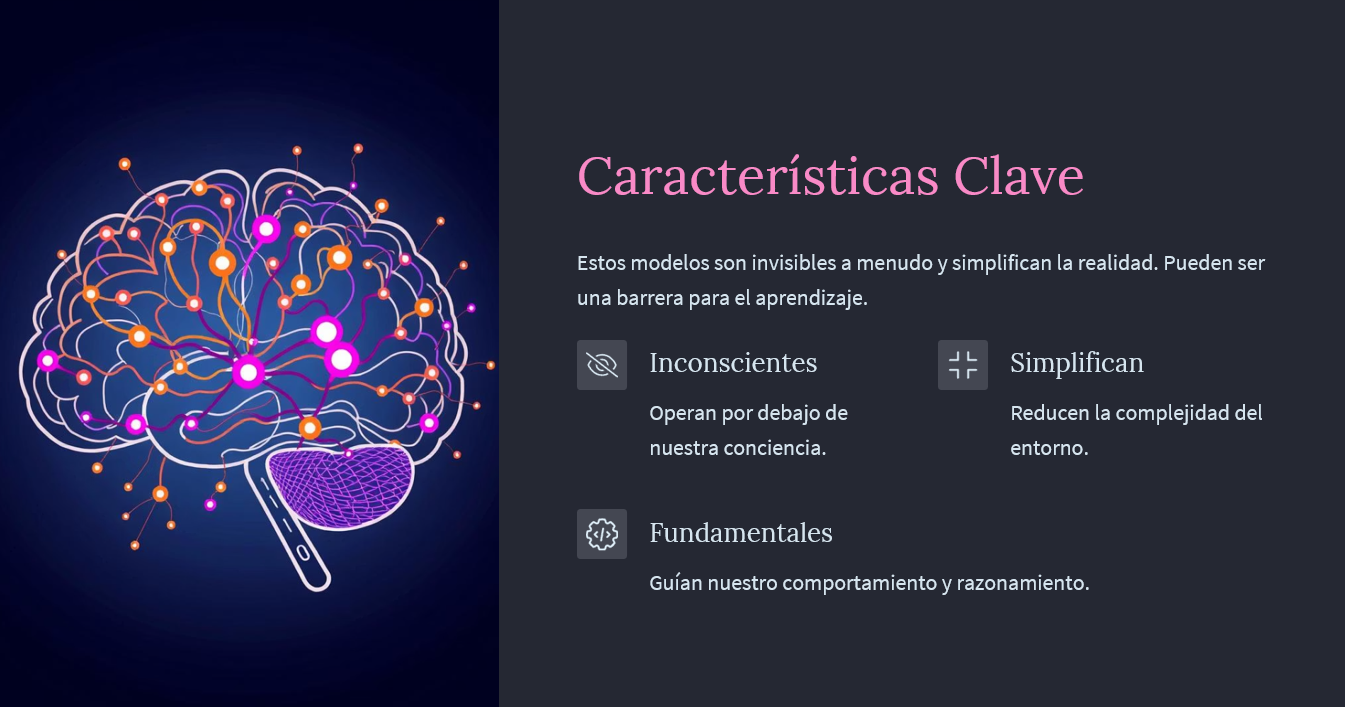 Características Clave
Estos modelos son invisibles a menudo y simplifican la realidad. Pueden ser
una barrera para el aprendizaje.
Inconscientes
Operan por debajo de
nuestra conciencia.
Simplifican
Reducen la complejidad del
entorno.
Fundamentales
Guían nuestro comportamiento y razonamiento.